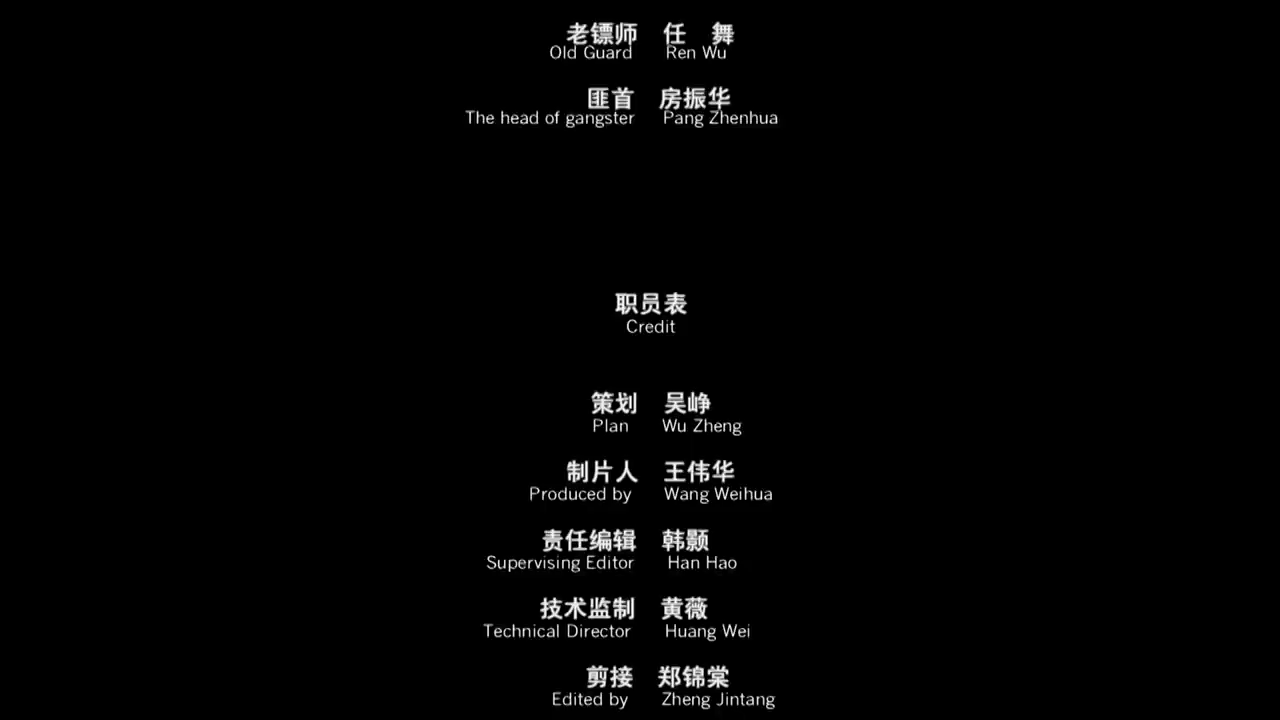 老镖师 任 舞
Old Guard Ren Wu
匪首 房振华
The head of gangster Pang Zhenhua
职员表
Credit
策划 吴峥
Plan Wu Zheng
制片人 王伟华
Produced by Wang Weihua
责任编辑 韩颢
Supervising Editor Han Hao
技术监制 黄薇
Technical Director Huang Wei
剪接 郑锦棠
Edited by Zheng Jintang